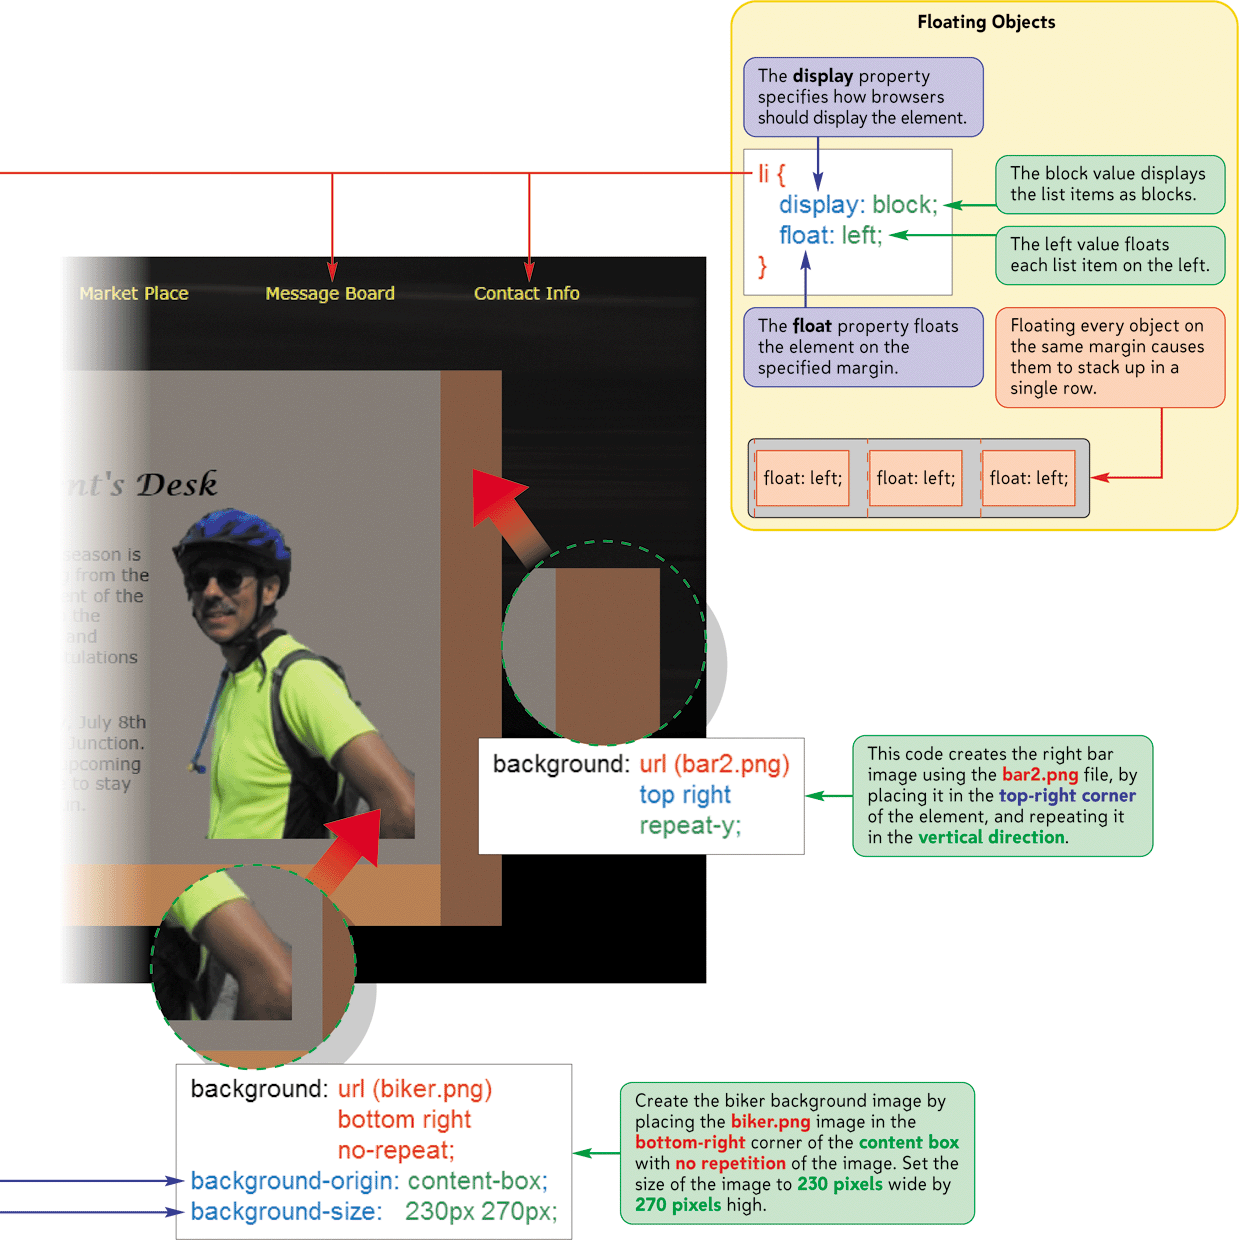 Floating Objects
The display property
specifies how browsers
should display the element.
li {
display: block;
float: left;
}
The block value displays
the list items as blocks.
The left value floats
each list item on the left.
The float property floats
the element on the
specified margin.
Floating every object on
the same margin causes
them to stack up in a
single row.
float: left; float: left; float: left;
Market Place Message Board Contact Info
nt's Desk
season is
from the
ent of the
the
and
tulations
July 8th
Junction.
upcoming
to stay
background: url (bar2.png)
top right
repeat-y;
This code creates the right bar
image using the bar2.png file, by
placing it in the top-right corner
of the element, and repeating it
in the vertical direction.
background: url (biker.png)
bottom right
no-repeat;
background-origin: content-box;
background-size: 230px 270px;
Create the biker background image by
placing the biker.png image in the
bottom-right corner of the content box
with no repetition of the image. Set the
size of the image to 230 pixels wide by
270 pixels high.